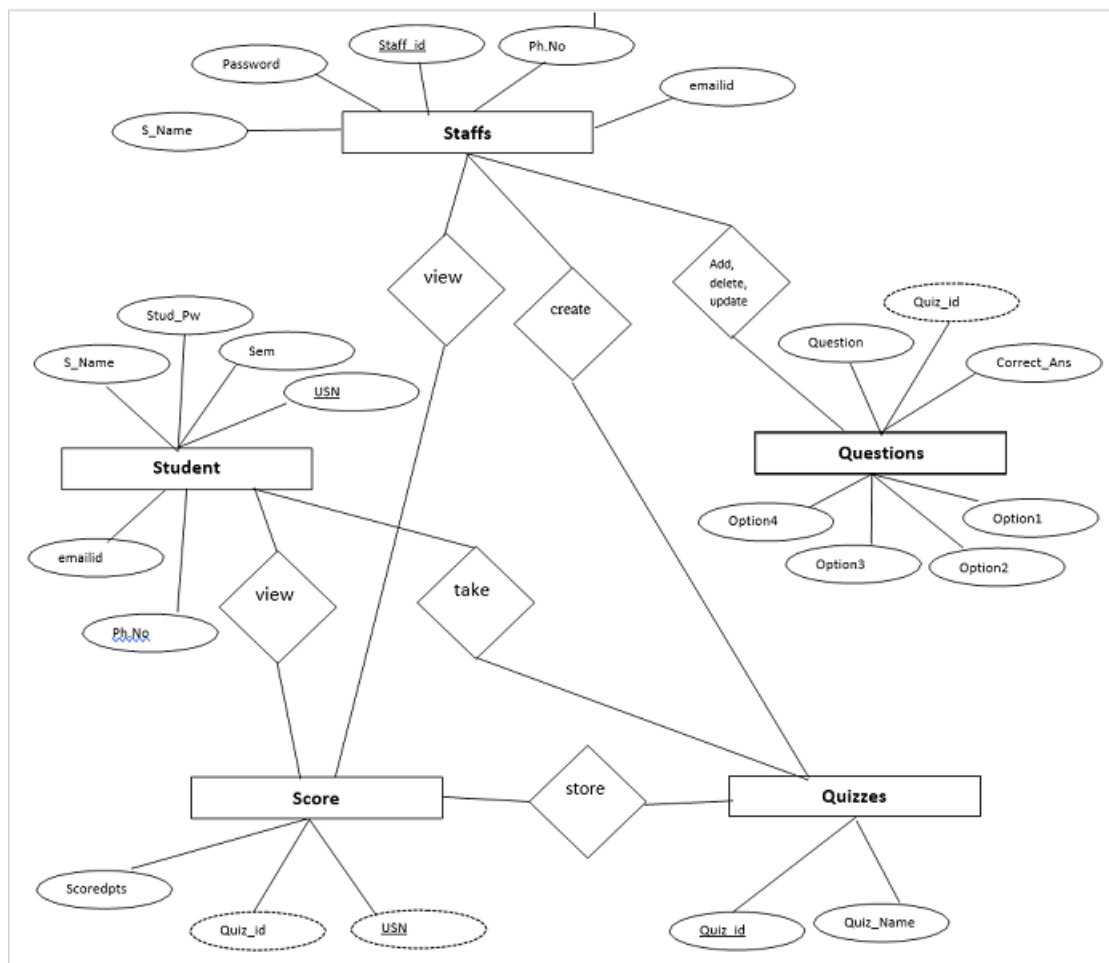 Staff_id
Ph.No
Password
emailid
S_Name
Staffs
view
create
Add,
delete,
update
Stud_Pw
S_Name
Sem
USN
Quiz_id
Question
Correct_Ans
Student
Questions
emailid
Ph.No
view
take
Option4
Option3
Option2
Option1
Score
store
Quizzes
Scoredpts
Quiz_id
USN
Quiz_id
Quiz_Name